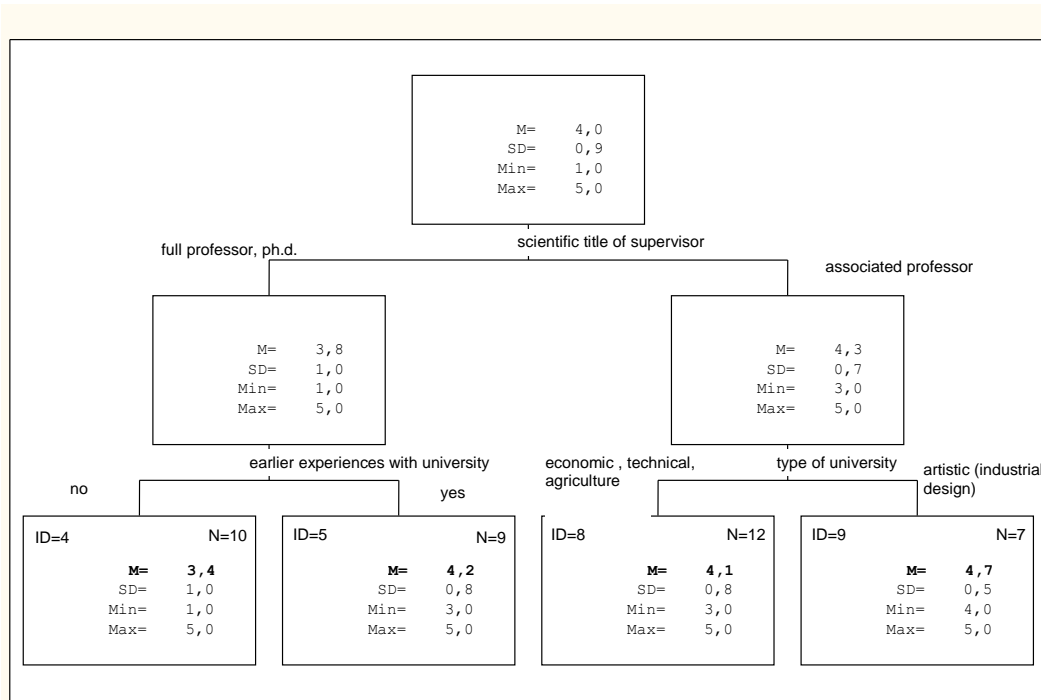 M= 4,0
SD= 0,9
Min= 1,0
Max= 5,0
scientific title of supervisor
full professor, ph.d.
associated professor
M= 3,8
SD= 1,0
Min= 1,0
Max= 5,0
M= 4,3
SD= 0,7
Min= 3,0
Max= 5,0
earlier experiences with university
no
yes
type of university
economic , technical,
agriculture
artistic (industrial
design)
ID=4 N=10
M= 3,4
SD= 1,0
Min= 1,0
Max= 5,0
ID=5 N=9
M= 4,2
SD= 0,8
Min= 3,0
Max= 5,0
ID=8 N=12
M= 4,1
SD= 0,8
Min= 3,0
Max= 5,0
ID=9 N=7
M= 4,7
SD= 0,5
Min= 4,0
Max= 5,0